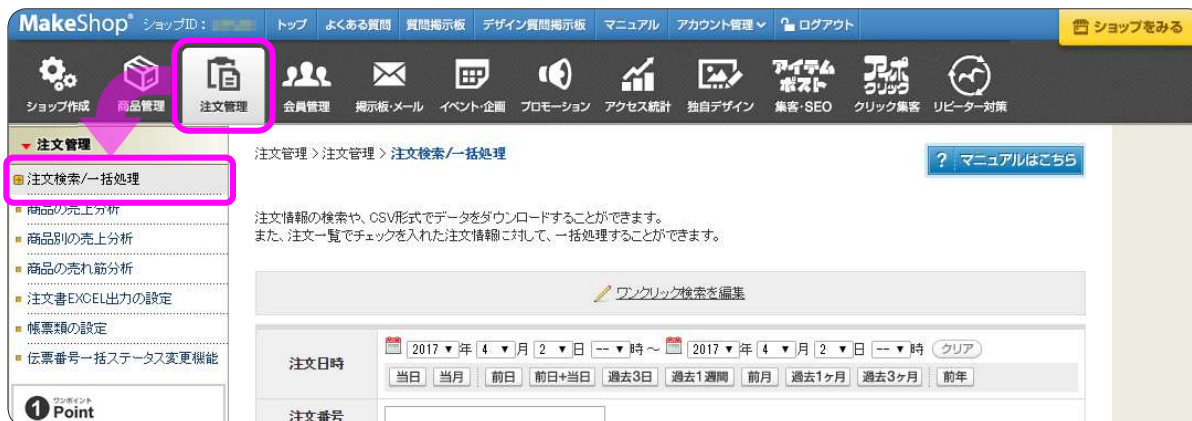 MakeShop ショップID:
トップ よくある質問 質問掲示板 デザイン質問掲示板 マニュアル アカウント管理 ログアウト
ショップをみる
ショップ作成 商品管理 注文管理 会員管理 掲示板・メール イベント・企画 プロモーション アクセス統計 独自デザイン アイテムポスト 集客・SEO アイポクリック クリック集客 リピーター対策
注文管理
注文検索/一括処理
商品の売上分析
商品別の売上分析
商品の売れ筋分析
注文書EXCEL出力の設定
帳票類の設定
伝票番号一括ステータス変更機能
1 ワンポイント
Point
注文管理 > 注文管理 > 注文検索/一括処理
? マニュアルはこちら
注文情報の検索や、CSV形式でデータをダウンロードすることができます。
また、注文一覧でチェックを入れた注文情報に対して、一括処理することができます。
ワンクリック検索を編集
注文日時
2017 ▼ 年 4 ▼ 月 2 ▼ 日 -- ▼ 時 ~ 2017 ▼ 年 4 ▼ 月 2 ▼ 日 -- ▼ 時 クリア
当日 当月 前日 前日+当日 過去3日 過去1週間 前月 過去1ヶ月 過去3ヶ月 前年
注文番号